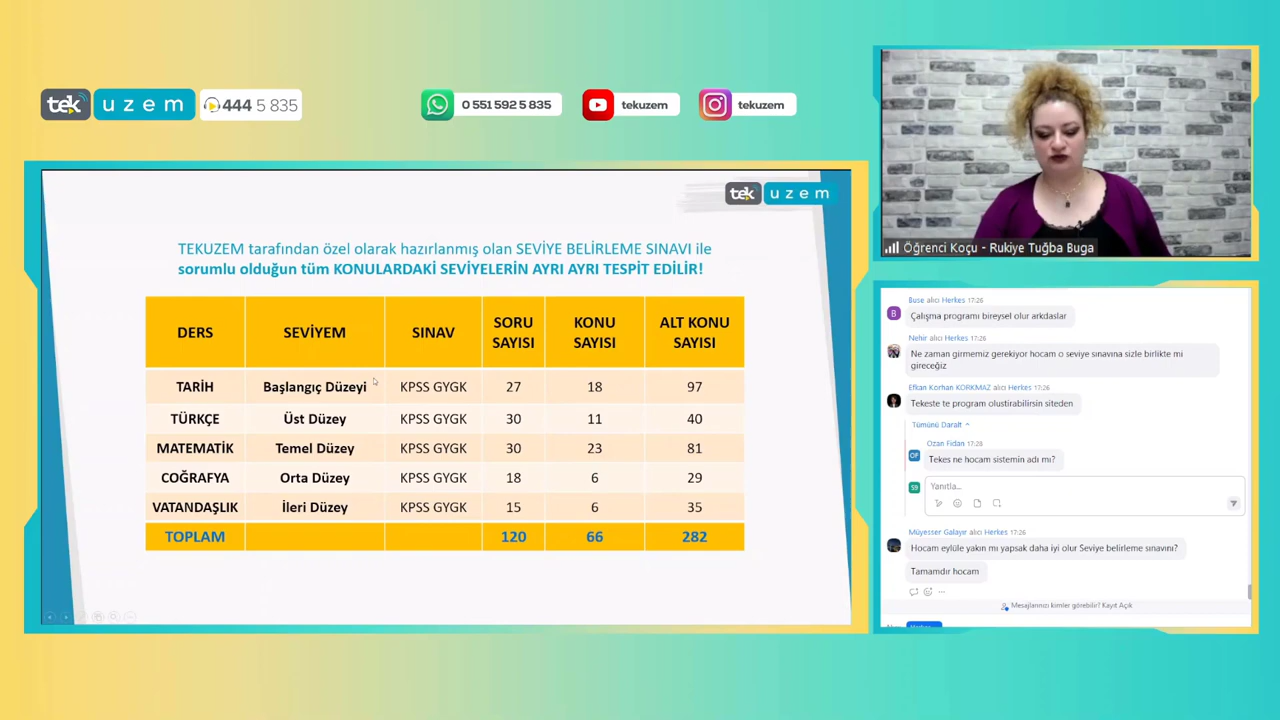 tek uzem 444 5 835
0 551 592 5 835 tekuzem tekuzem
tek uzem
TEKUZEM tarafından özel olarak hazırlanmış olan SEVİYE BELİRLEME SINAVI ile
sorumlu olduğun tüm KONULARDAKİ SEVİYELERİN AYRI AYRI TESPİT EDİLİR!
DERS SEVİYEM SINAV SORU SAYISI KONU SAYISI ALT KONU SAYISI
TARİH Başlangıç Düzeyi KPSS GYGK 27 18 97
TÜRKÇE Üst Düzey KPSS GYGK 30 11 40
MATEMATİK Temel Düzey KPSS GYGK 30 23 81
COĞRAFYA Orta Düzey KPSS GYGK 18 6 29
VATANDAŞLIK İleri Düzey KPSS GYGK 15 6 35
TOPLAM 120 66 282
Öğrenci Koçu - Rukiye Tuğba Buga
Buse alıcı Herkes 17:26
B
Çalışma programı bireysel olur arkdaslar
Nehir alıcı Herkes 17:26
Ne zaman girmemiz gerekiyor hocam o seviye sınavına sizle birlikte mi
gireceğiz
Efkan Korhan KORKMAZ alıcı Herkes 17:26
Tekeste te program olustirabilirsin siteden
Tümünü Daralt
Ozan Fidan 17:28
OF
Tekes ne hocam sistemin adı mı?
Yanıtla...
Müyesser Galayır alıcı Herkes 17:26
Hocam eylüle yakın mı yapsak daha iyi olur Seviye belirleme sınavını?
Tamamdır hocam
Mesajlarınızı kimler görebilir? Kayıt Açık